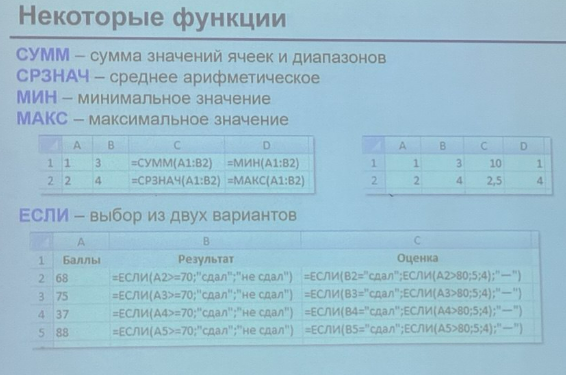 Некоторые функции
СУММ – сумма значений ячеек и диапазонов
СРЗНАЧ – среднее арифметическое
МИН – минимальное значение
МАКС – максимальное значение
A B C D
1 1 3 =СУММ(A1:B2) =МИН(A1:B2)
2 2 4 =СРЗНАЧ(A1:B2) =МАКС(A1:B2)
A B C D
1 1 3 10 1
2 2 4 2,5 4
ЕСЛИ – выбор из двух вариантов
A B C
1 Баллы Результат Оценка
2 68 =ЕСЛИ(A2>=70;"сдал";"не сдал") =ЕСЛИ(B2="сдал";ЕСЛИ(A2>80;5;4);"—")
3 75 =ЕСЛИ(A3>=70;"сдал";"не сдал") =ЕСЛИ(B3="сдал";ЕСЛИ(A3>80;5;4);"—")
4 37 =ЕСЛИ(A4>=70;"сдал";"не сдал") =ЕСЛИ(B4="сдал";ЕСЛИ(A4>80;5;4);"—")
5 88 =ЕСЛИ(A5>=70;"сдал";"не сдал") =ЕСЛИ(B5="сдал";ЕСЛИ(A5>80;5;4);"—")